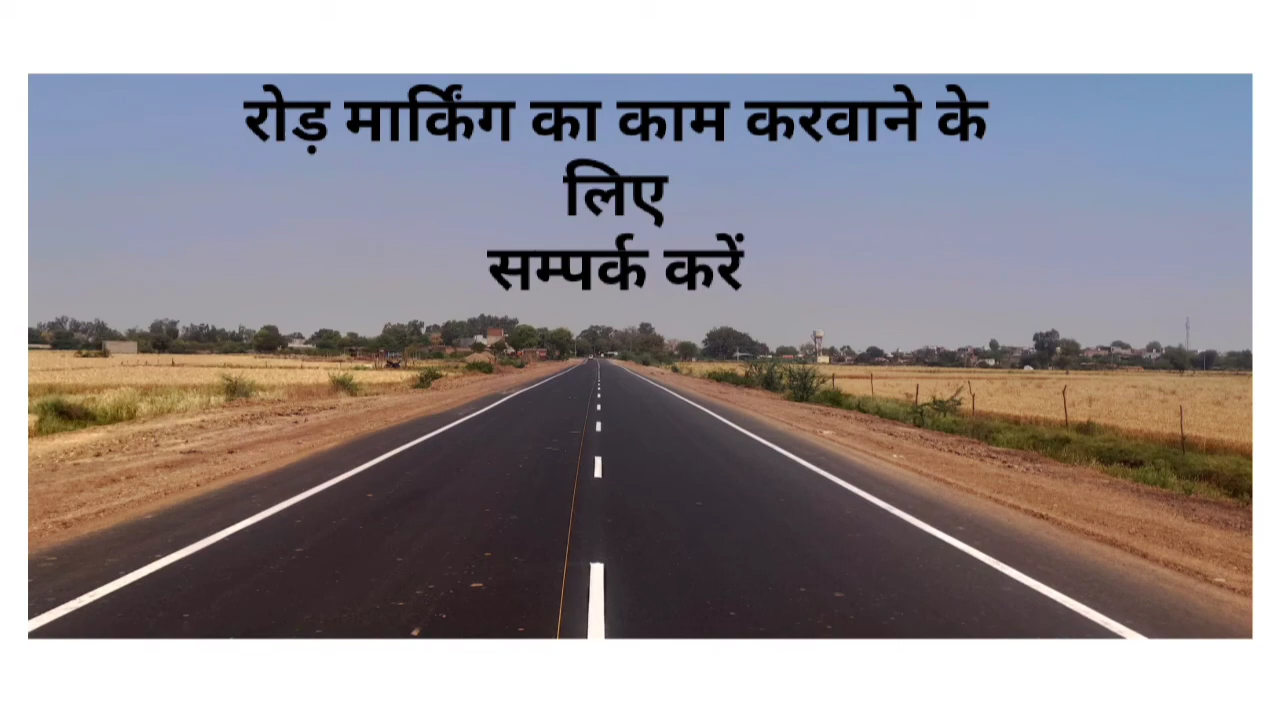 रोड़ मार्किंग का काम करवाने के
लिए
सम्पर्क करें